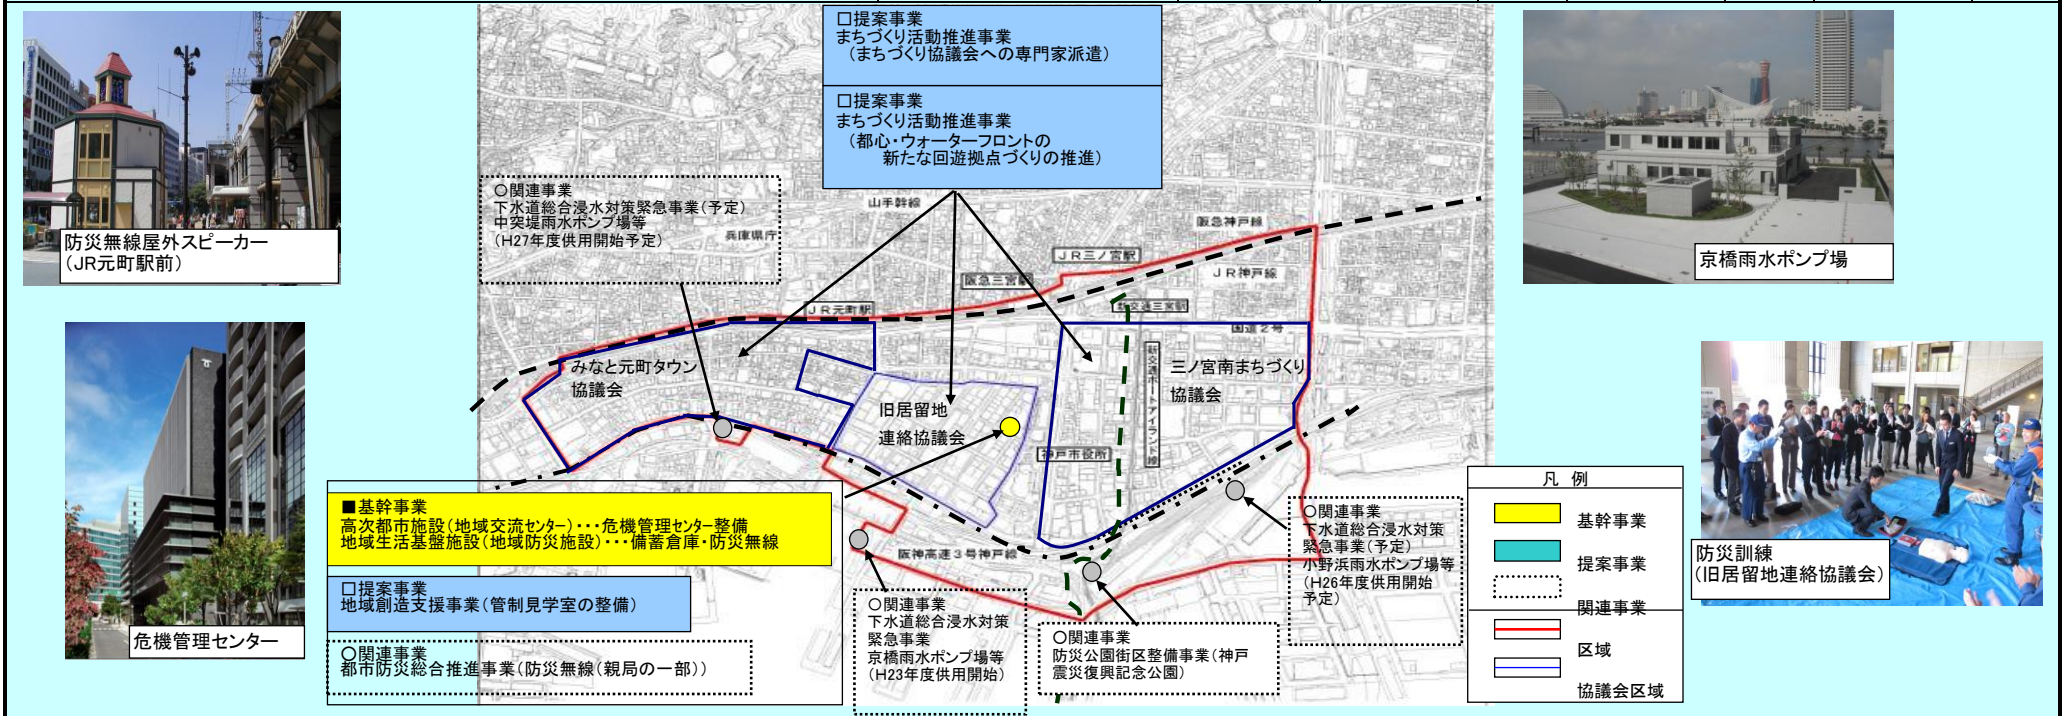 防災無線屋外スピーカー
（JR元町駅前）
危機管理センター
□提案事業
まちづくり活動推進事業
（まちづくり協議会への専門家派遣）
□提案事業
まちづくり活動推進事業
（都心・ウォーターフロントの
新たな回遊拠点づくりの推進）
○関連事業
下水道総合浸水対策緊急事業（予定）
中突堤雨水ポンプ場等
（H27年度供用開始予定）
山手幹線
兵庫県庁
阪急神戸線
JR三ノ宮駅
JR神戸線
阪急三宮駅
JR元町駅
新交通三宮駅
国道2号
みなと元町タウン
協議会
旧居留地
連絡協議会
神戸市役所
新交通ポートアイランド線
三ノ宮南まちづくり
協議会
阪神高速3号神戸線
■基幹事業
高次都市施設（地域交流センター）・・・危機管理センター整備
地域生活基盤施設（地域防災施設）・・・備蓄倉庫・防災無線
□提案事業
地域創造支援事業（管制見学室の整備）
○関連事業
都市防災総合推進事業（防災無線（親局の一部））
○関連事業
下水道総合浸水対策
緊急事業
京橋雨水ポンプ場等
（H23年度供用開始）
○関連事業
防災公園街区整備事業（神戸
震災復興記念公園）
○関連事業
下水道総合浸水対策
緊急事業（予定）
小野浜雨水ポンプ場等
（H26年度供用開始
予定）
凡 例
基幹事業
提案事業
関連事業
区域
協議会区域
京橋雨水ポンプ場
防災訓練
（旧居留地連絡協議会）